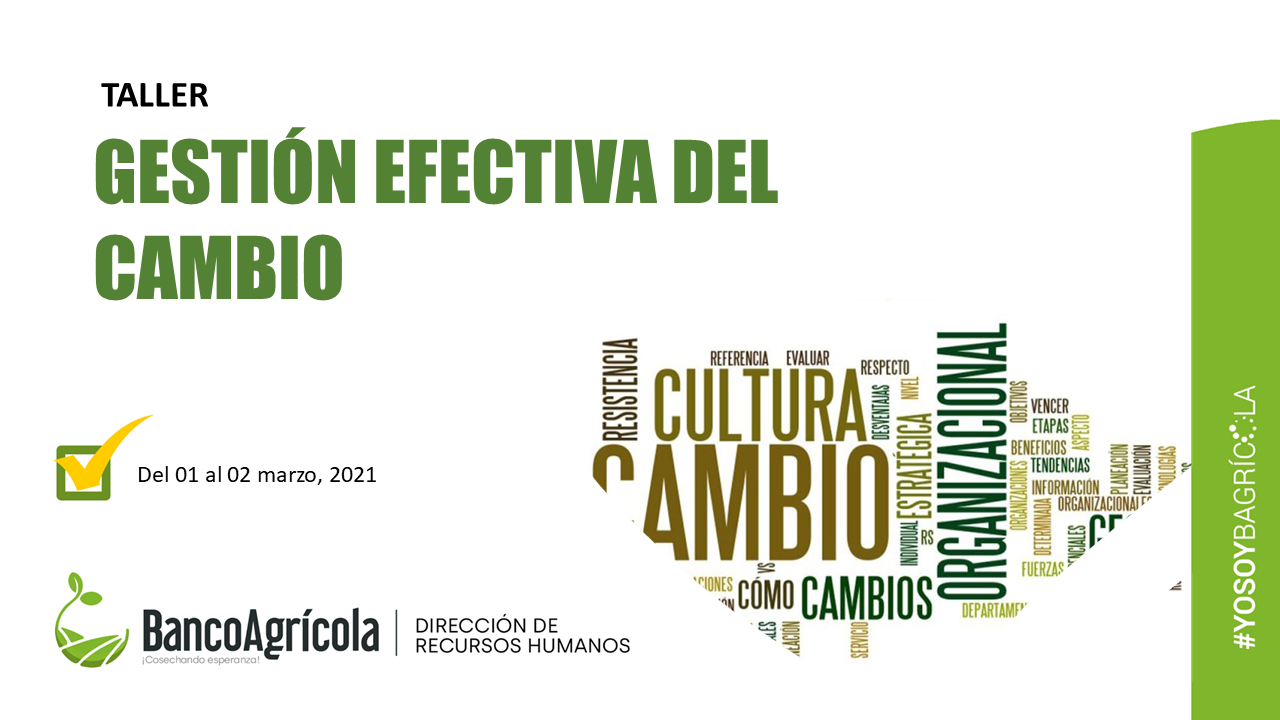 TALLER
GESTIÓN EFECTIVA DEL
CAMBIO
Del 01 al 02 marzo, 2021
BancoAgrícola
¡Cosechando esperanza!
DIRECCIÓN DE
RECURSOS HUMANOS
RESISTENCIA
REFERENCIA
EVALUAR
RESPECTO
CULTURA
DESVENTAJAS
NIVEL
CAMBIO
ESTRATÉGICA
INDIVIDUAL
RS
ORGANIZACIONAL
OBJETIVOS
VENCER
ETAPAS
ASPECTO
BENEFICIOS
TENDENCIAS
ORGANIZACIONES
INFORMACIÓN
ORGANIZACIONALES
DETERMINADA
PLANEACIÓN
EVALUACION
FUERZAS
VS
CÓMO
CAMBIOS
SERVICIO
#YOSOYBAGRÍCOLA